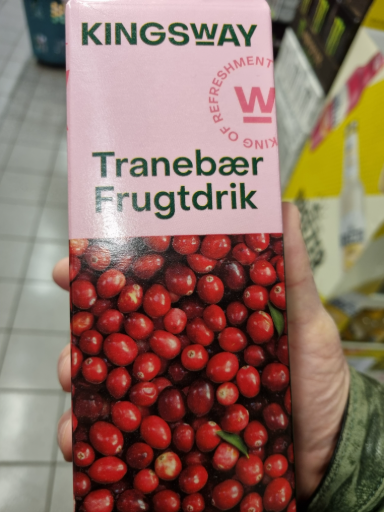 KINGSWAY
KING OF REFRESHMENT
W
Tranebær
Frugtdrik